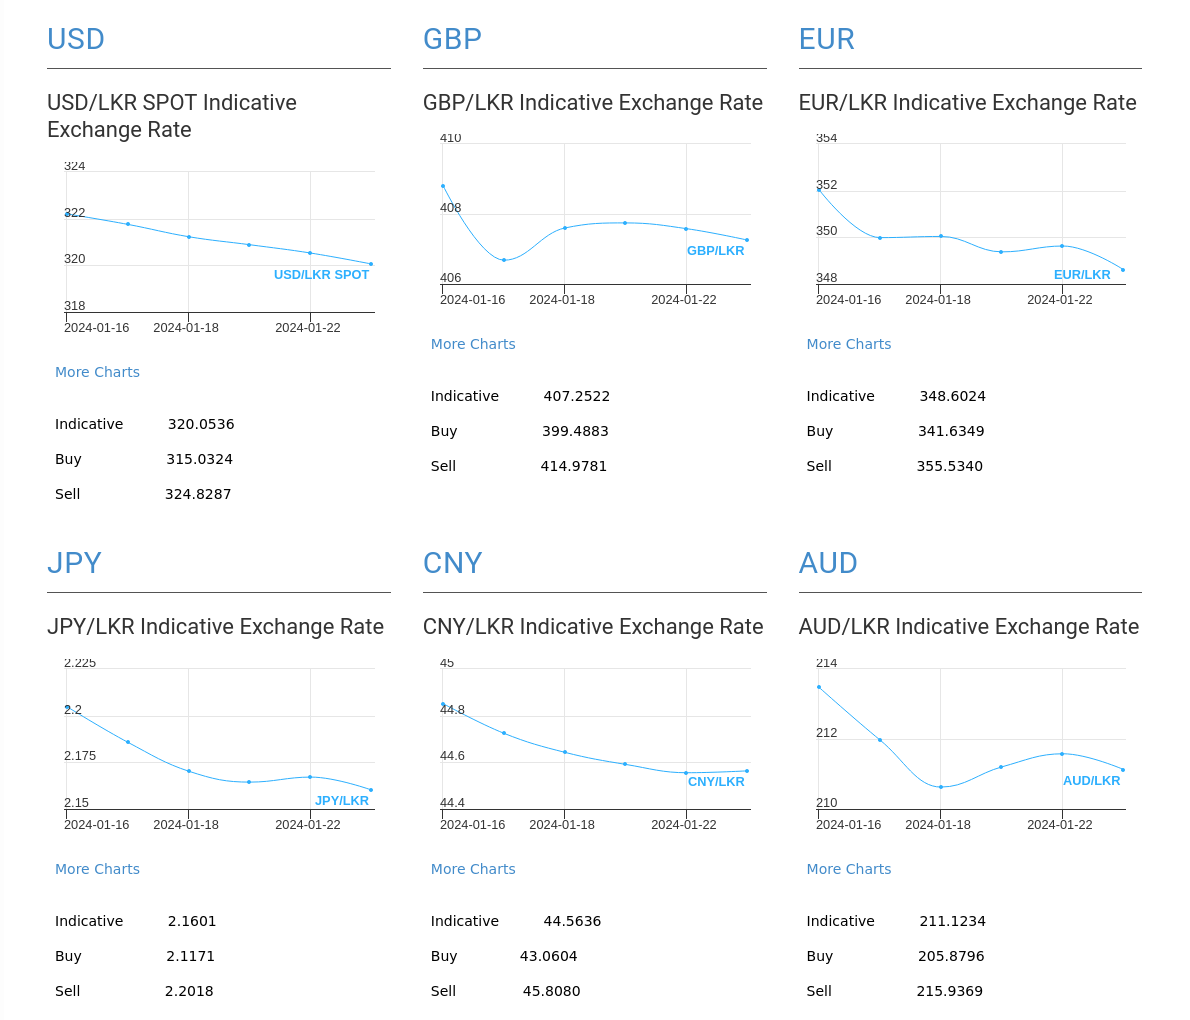 USD
USD/LKR SPOT Indicative
Exchange Rate
324
322
320
318
USD/LKR SPOT
2024-01-16 2024-01-18 2024-01-22
More Charts
Indicative 320.0536
Buy 315.0324
Sell 324.8287
GBP
GBP/LKR Indicative Exchange Rate
410
408
406
GBP/LKR
2024-01-16 2024-01-18 2024-01-22
More Charts
Indicative 407.2522
Buy 399.4883
Sell 414.9781
EUR
EUR/LKR Indicative Exchange Rate
354
352
350
348
EUR/LKR
2024-01-16 2024-01-18 2024-01-22
More Charts
Indicative 348.6024
Buy 341.6349
Sell 355.5340
JPY
JPY/LKR Indicative Exchange Rate
2.225
2.2
2.175
2.15
JPY/LKR
2024-01-16 2024-01-18 2024-01-22
More Charts
Indicative 2.1601
Buy 2.1171
Sell 2.2018
CNY
CNY/LKR Indicative Exchange Rate
45
44.8
44.6
44.4
CNY/LKR
2024-01-16 2024-01-18 2024-01-22
More Charts
Indicative 44.5636
Buy 43.0604
Sell 45.8080
AUD
AUD/LKR Indicative Exchange Rate
214
212
210
AUD/LKR
2024-01-16 2024-01-18 2024-01-22
More Charts
Indicative 211.1234
Buy 205.8796
Sell 215.9369